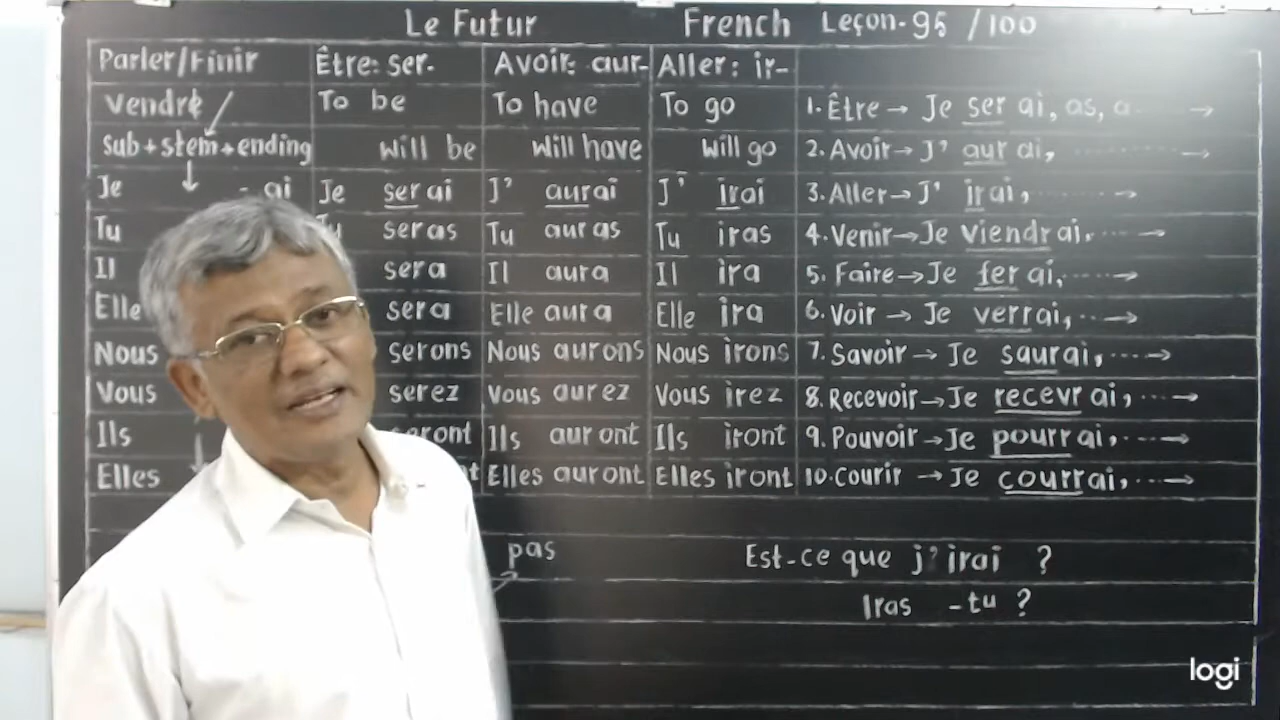 Le Futur French Leçon-95 /100
Parler/Finir Être: ser- Avoir: aur- Aller: ir-
Vendre To be To have To go 1. Être → Je ser ai, as, a →
Sub + stem + ending will be will have will go 2. Avoir → J' aur ai, ........ →
Je - ai Je serai J' aurai J' irai 3. Aller → J' irai, ...... →
Tu seras Tu auras Tu iras 4. Venir → Je viendrai, .... →
Il sera Il aura Il ira 5. Faire → Je fer ai, ..... →
Elle sera Elle aura Elle ira 6. Voir → Je verrai, ... →
Nous serons Nous aurons Nous irons 7. Savoir → Je saurai, .... →
Vous serez Vous aurez Vous irez 8. Recevoir → Je recevr ai, ... →
Ils Ils auront Ils iront 9. Pouvoir → Je pourrai, .... →
Elles Elles auront Elles iront 10. Courir → Je courrai, ... →
pas Est-ce que j' irai ?
Iras -tu ?
logi